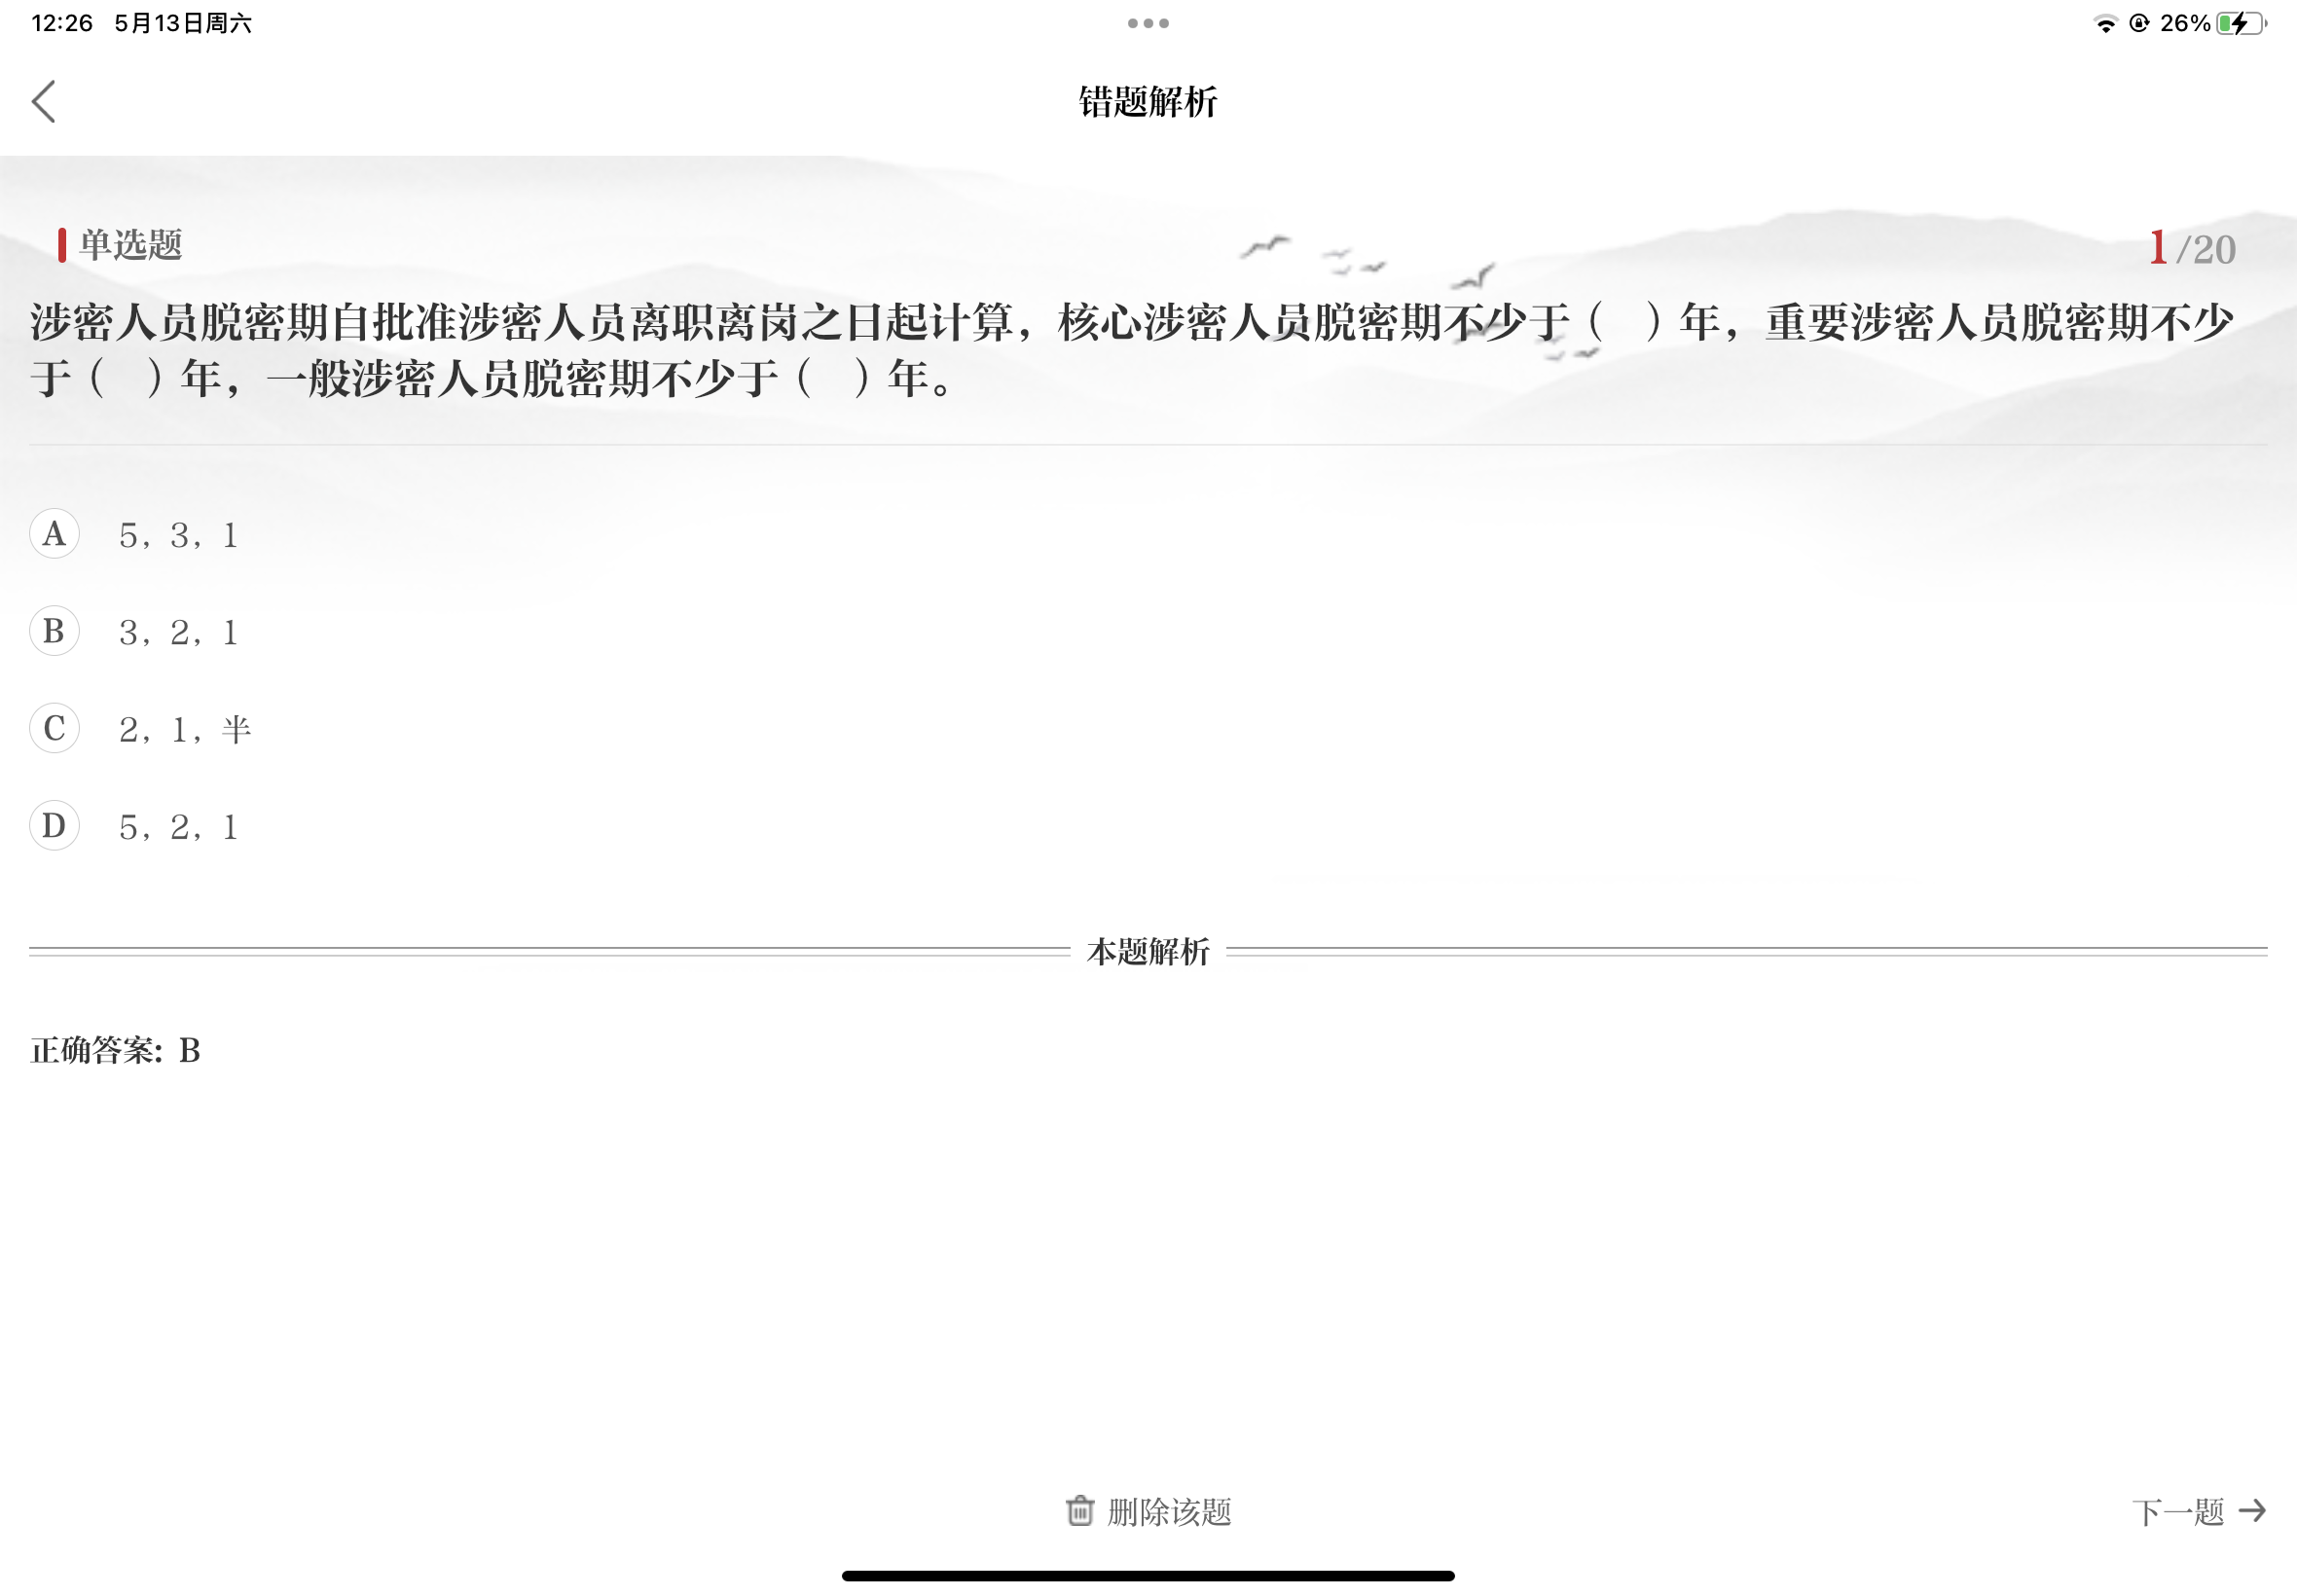 12:26 5月13日周六
26%
错题解析
单选题
1/20
涉密人员脱密期自批准涉密人员离职离岗之日起计算，核心涉密人员脱密期不少于（　）年，重要涉密人员脱密期不少
于（　）年，一般涉密人员脱密期不少于（　）年。
A 5，3，1
B 3，2，1
C 2，1，半
D 5，2，1
本题解析
正确答案: B
删除该题
下一题